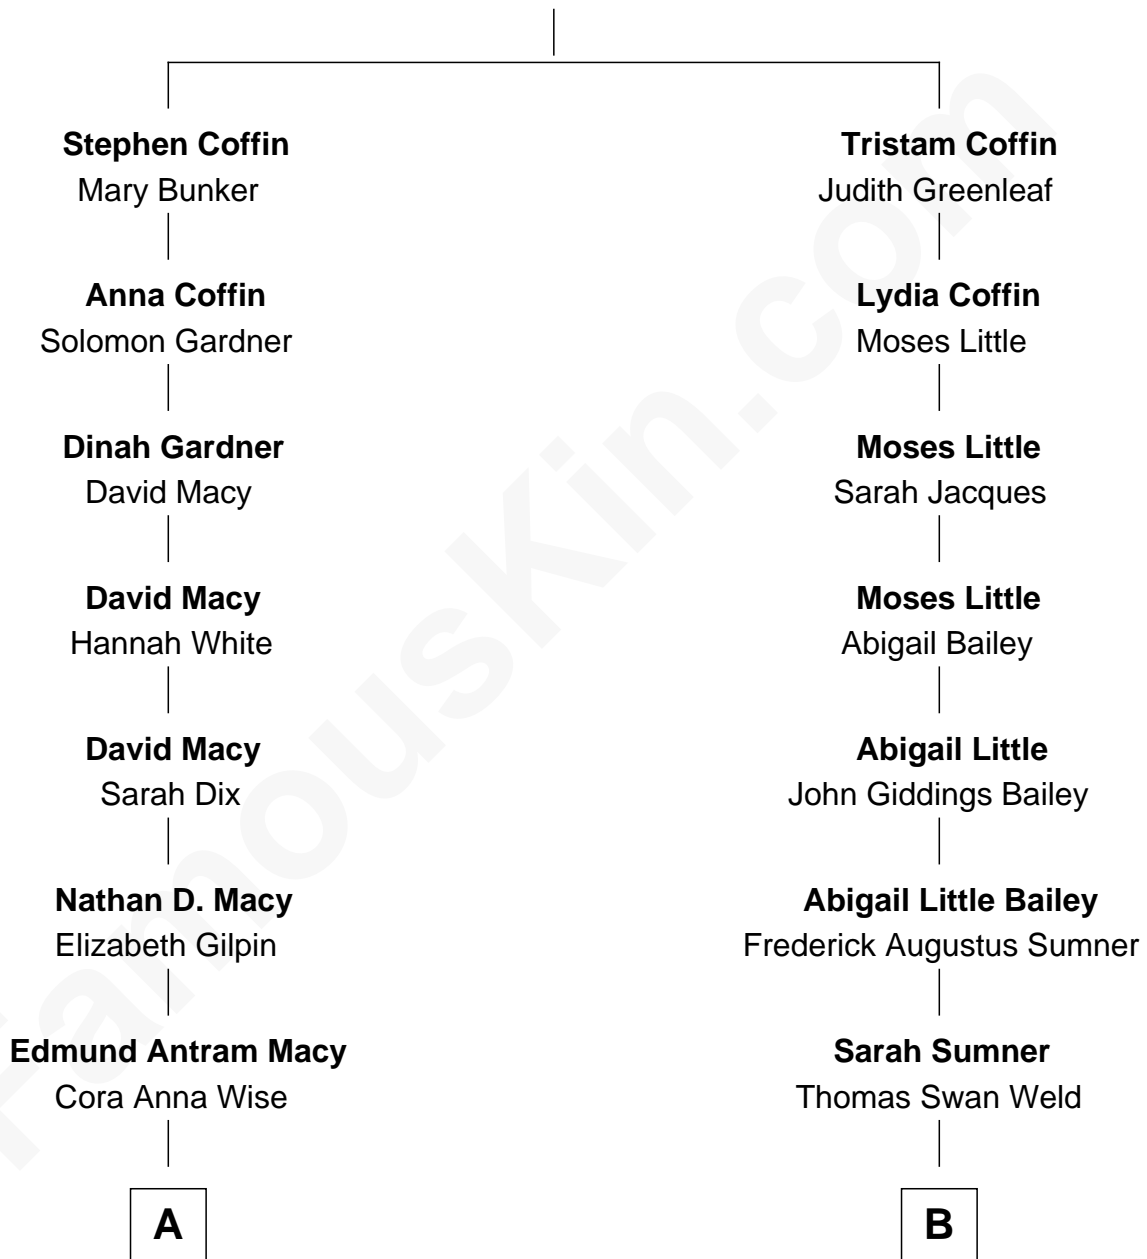 Stephen Coffin
Mary Bunker
Anna Coffin
Solomon Gardner
Dinah Gardner
David Macy
David Macy
Hannah White
David Macy
Sarah Dix
Nathan D. Macy
Elizabeth Gilpin
Edmund Antram Macy
Cora Anna Wise
A
Tristam Coffin
Judith Greenleaf
Lydia Coffin
Moses Little
Moses Little
Sarah Jacques
Moses Little
Abigail Bailey
Abigail Little
John Giddings Bailey
Abigail Little Bailey
Frederick Augustus Sumner
Sarah Sumner
Thomas Swan Weld
B
FamousKin.com